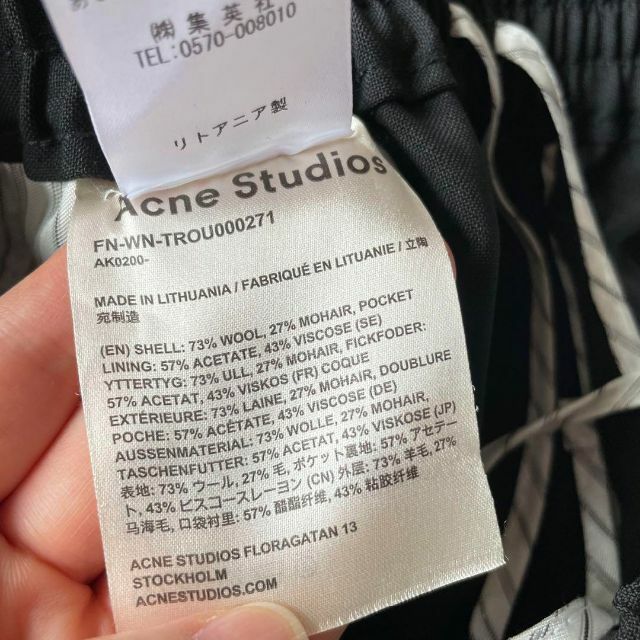 ㈱集英社
TEL:0570-008010
リトアニア製
Acne Studios
FN-WN-TROU000271
AK0200-
MADE IN LITHUANIA / FABRIQUÉ EN LITUANIE / 立陶
宛制造
(EN) SHELL: 73% WOOL, 27% MOHAIR, POCKET
LINING: 57% ACETATE, 43% VISCOSE (SE)
YTTERTYG: 73% ULL, 27% MOHAIR, FICKFODER:
57% ACETAT, 43% VISKOS (FR) COQUE
EXTÉRIEURE: 73% LAINE, 27% MOHAIR, DOUBLURE
POCHE: 57% ACÉTATE, 43% VISCOSE (DE)
AUSSENMATERIAL: 73% WOLLE, 27% MOHAIR,
TASCHENFUTTER: 57% ACETAT, 43% VISKOSE (JP)
表地: 73% ウール, 27% 毛, ポケット裏地: 57% アセテー
ト, 43% ビスコースレーヨン (CN) 外层: 73% 羊毛, 27%
马海毛, 口袋衬里: 57% 醋酯纤维, 43% 粘胶纤维
ACNE STUDIOS FLORAGATAN 13
STOCKHOLM
ACNESTUDIOS.COM